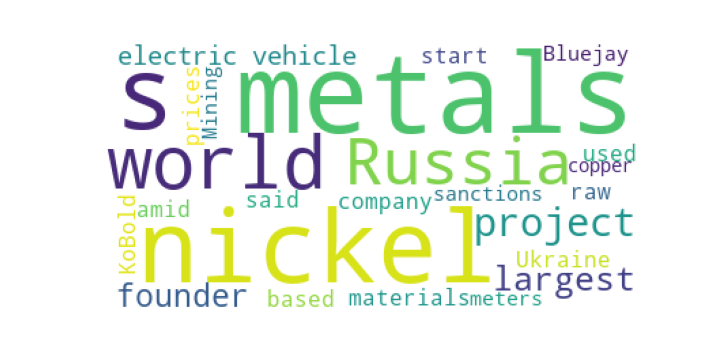 electric vehicle start Bluejay
s metals
prices Mining
world Russia used
copper
said company sanctions raw
amid
KoBold nickel project
Ukraine
largest
founder based materials meters